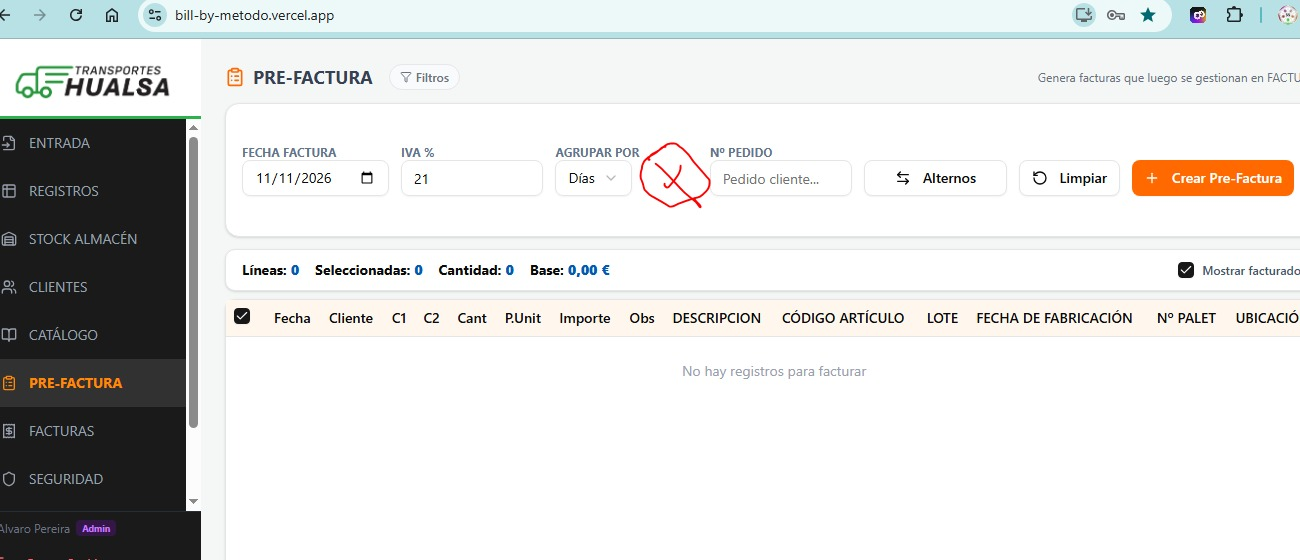 bill-by-metodo.vercel.app
TRANSPORTES
HUALSA
PRE-FACTURA
Filtros
Genera facturas que luego se gestionan en FACTU
ENTRADA
REGISTROS
STOCK ALMACÉN
CLIENTES
CATÁLOGO
PRE-FACTURA
FACTURAS
SEGURIDAD
Alvaro Pereira Admin
FECHA FACTURA IVA % AGRUPAR POR Nº PEDIDO
11/11/2026 21 Días Pedido cliente... Alternos Limpiar + Crear Pre-Factura
Líneas: 0 Seleccionadas: 0 Cantidad: 0 Base: 0,00 € Mostrar facturado
Fecha Cliente C1 C2 Cant P.Unit Importe Obs DESCRIPCION CÓDIGO ARTÍCULO LOTE FECHA DE FABRICACIÓN Nº PALET UBICACIÓ
No hay registros para facturar